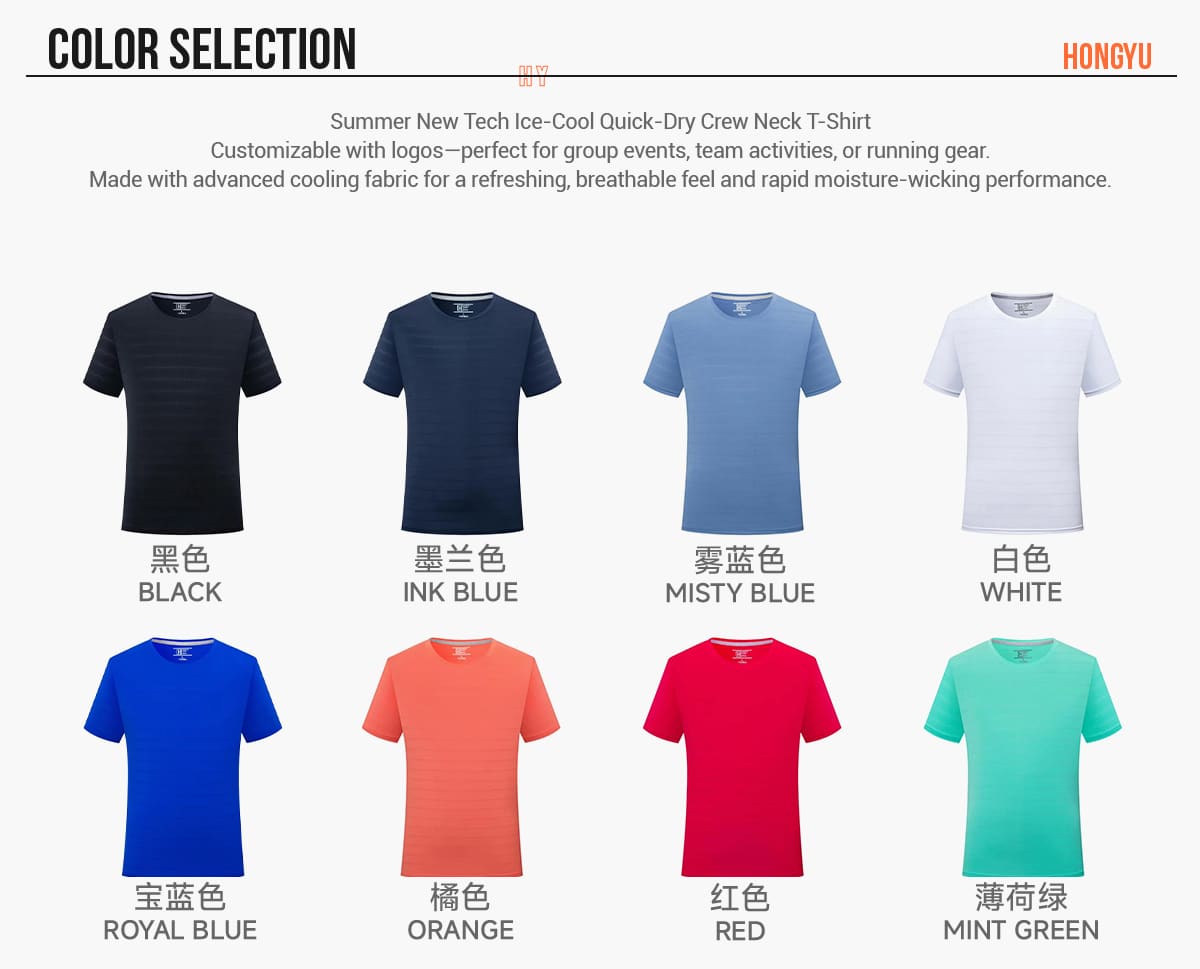 COLOR SELECTION
HONGYU
HY
Summer New Tech Ice-Cool Quick-Dry Crew Neck T-Shirt
Customizable with logos—perfect for group events, team activities, or running gear.
Made with advanced cooling fabric for a refreshing, breathable feel and rapid moisture-wicking performance.
黑色
BLACK
墨兰色
INK BLUE
雾蓝色
MISTY BLUE
白色
WHITE
宝蓝色
ROYAL BLUE
橘色
ORANGE
红色
RED
薄荷绿
MINT GREEN